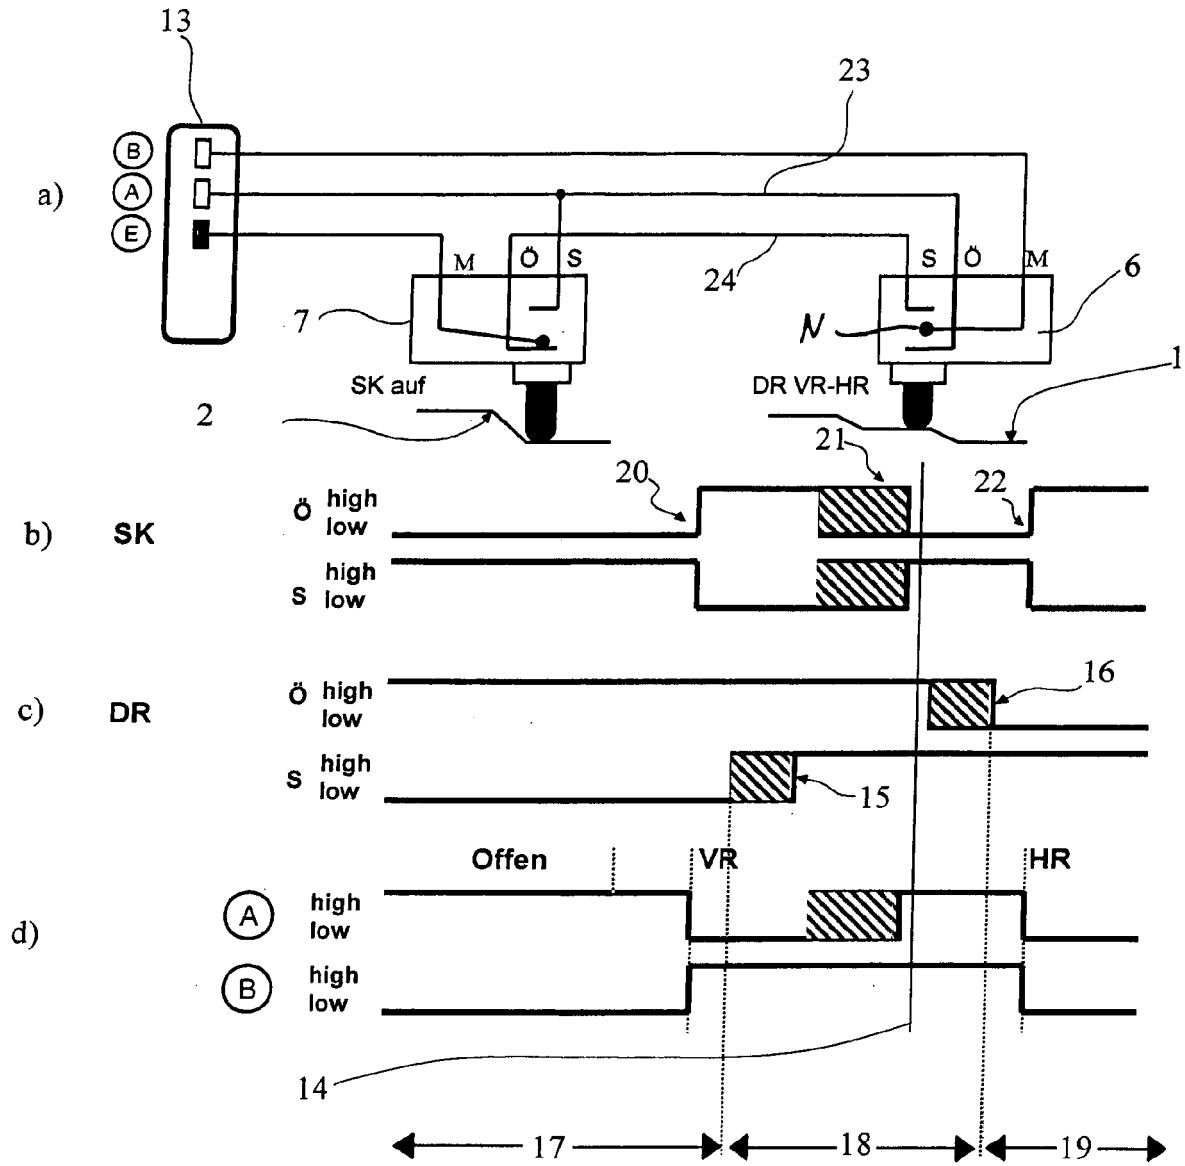 13
23
B
a) A
E
M Ö S
24
S Ö M
6
7
N
SK auf
DR VR-HR
1
2
21
20
22
b) SK
Ö high
low
S high
low
16
c) DR
Ö high
low
S high
low
15
Offen VR HR
A high
low
d)
B high
low
14
17 18 19